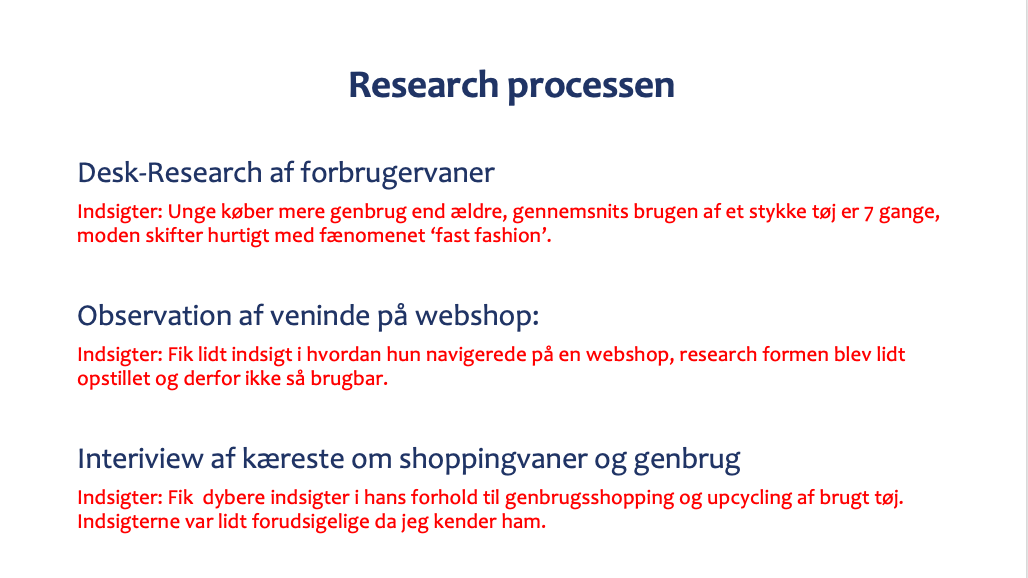 Research processen
Desk-Research af forbrugervaner
Indsigter: Unge køber mere genbrug end ældre, gennemsnits brugen af et stykke tøj er 7 gange,
moden skifter hurtigt med fænomenet ‘fast fashion’.
Observation af veninde på webshop:
Indsigter: Fik lidt indsigt i hvordan hun navigerede på en webshop, research formen blev lidt
opstillet og derfor ikke så brugbar.
Interiview af kæreste om shoppingvaner og genbrug
Indsigter: Fik  dybere indsigter i hans forhold til genbrugsshopping og upcycling af brugt tøj.
Indsigterne var lidt forudsigelige da jeg kender ham.